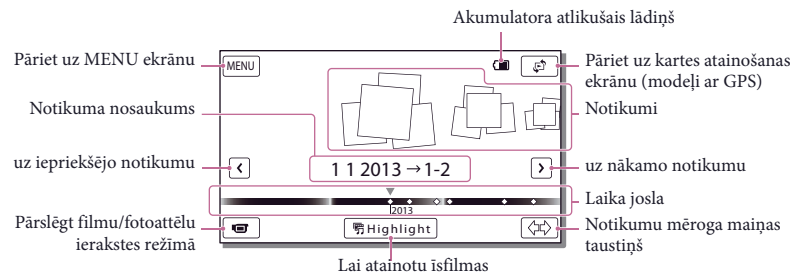 Akumulatora atlikušais lādiņš
Pāriet uz MENU ekrānu
MENU
Pāriet uz kartes atainošanas
ekrānu (modeļi ar GPS)
Notikuma nosaukums
Notikumi
uz iepriekšējo notikumu
1 1 2013 →1-2
uz nākamo notikumu
Laika josla
2013
Pārslēgt filmu/fotoattēlu
ierakstes režīmā
Highlight
Notikumu mēroga maiņas
taustiņš
Lai atainotu īsfilmas